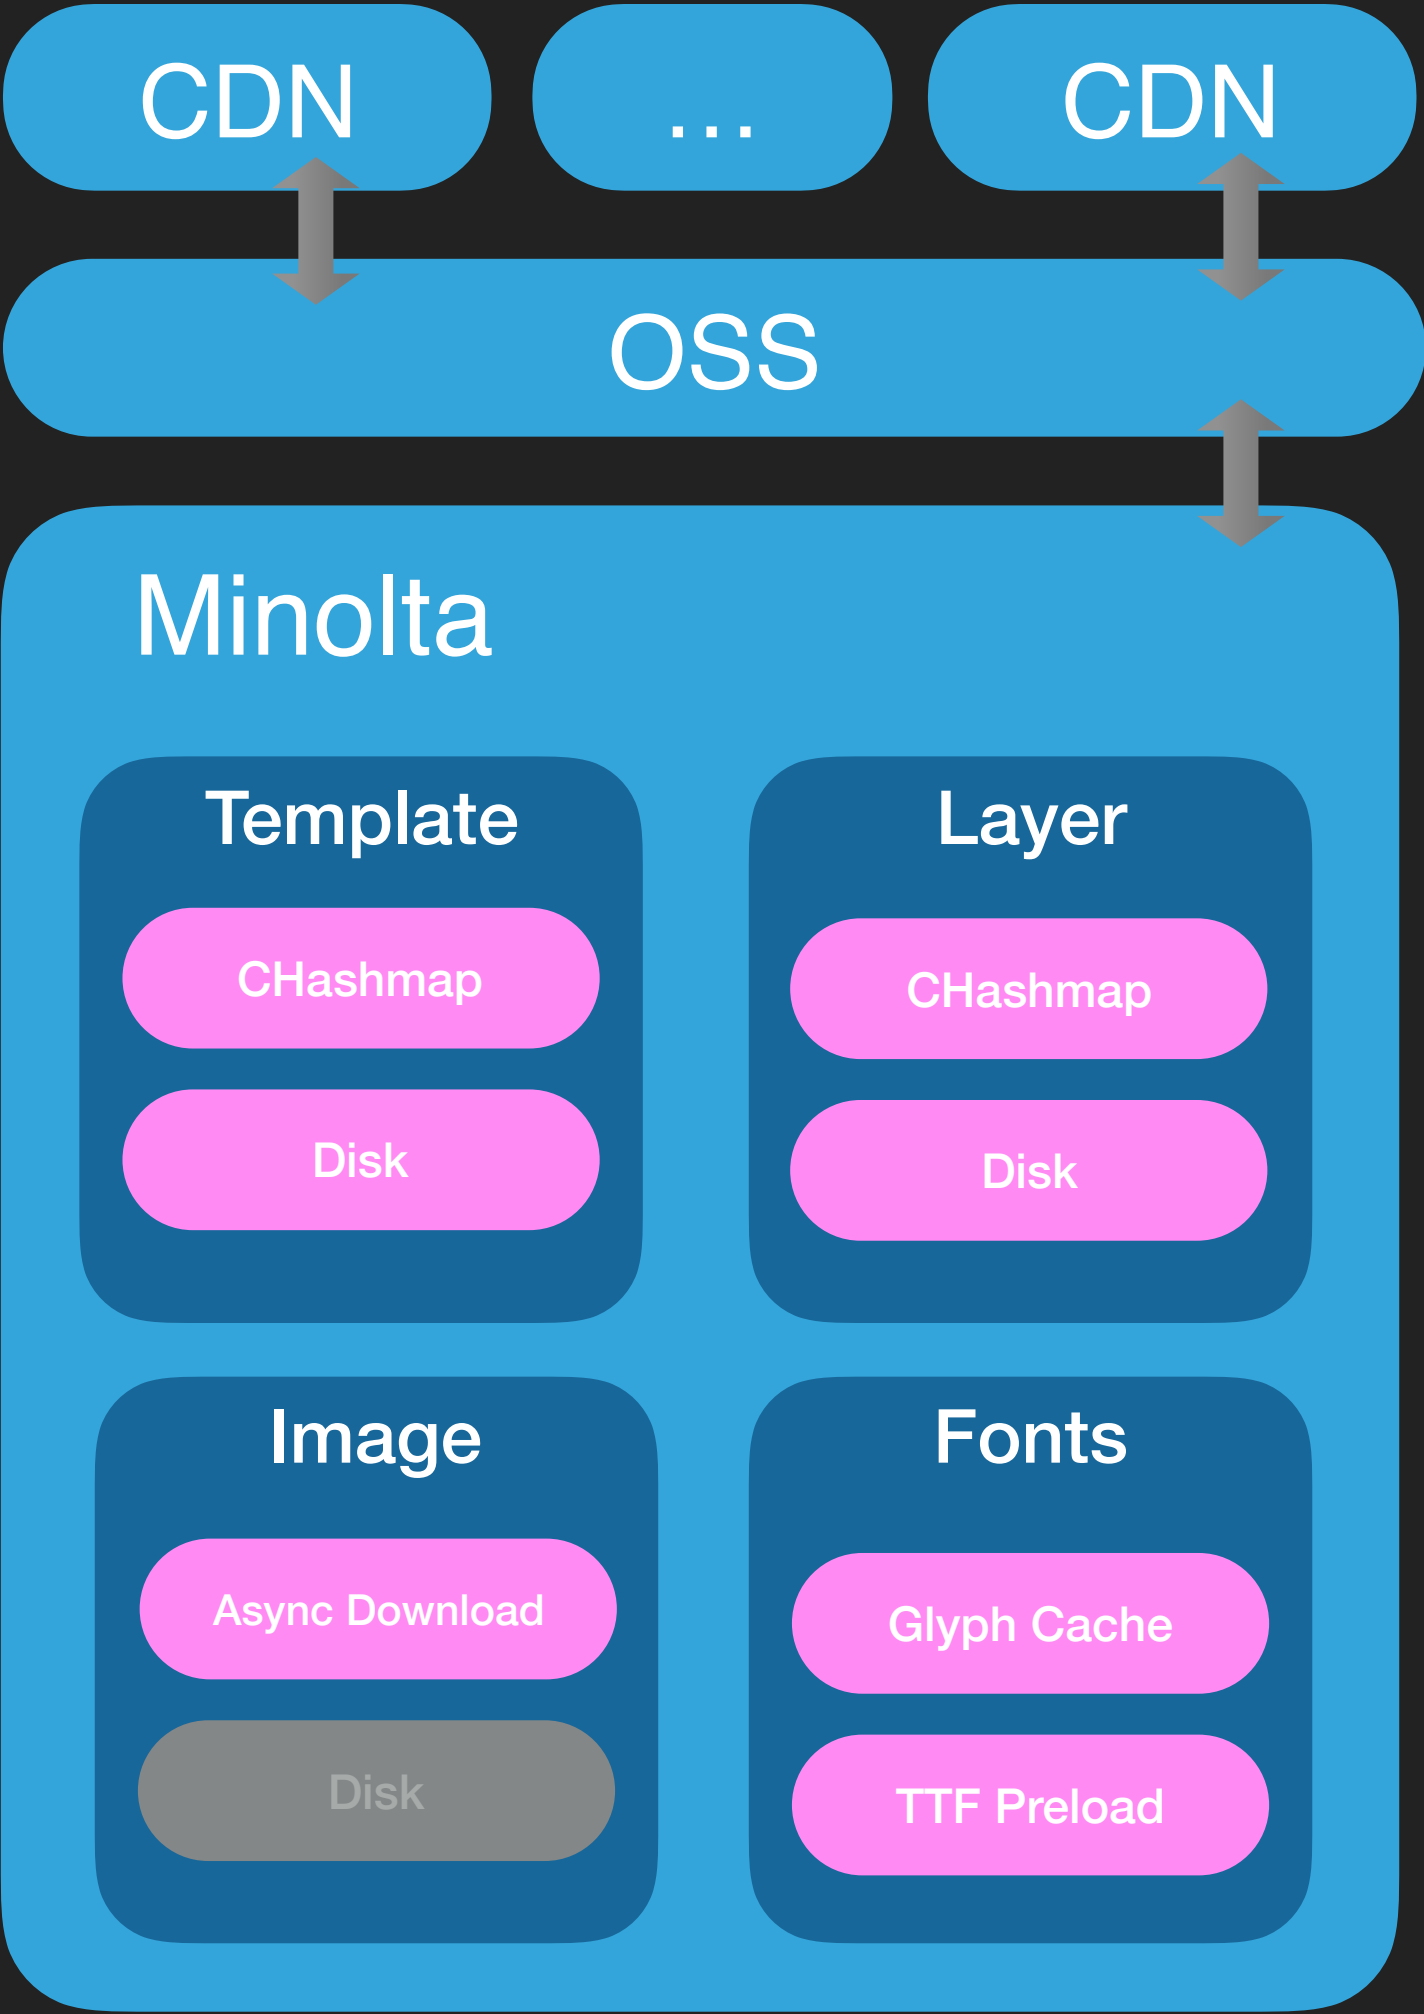 CDN
...
CDN
OSS
Minolta
Template
CHashmap
Disk
Layer
CHashmap
Disk
Image
Async Download
Disk
Fonts
Glyph Cache
TTF Preload